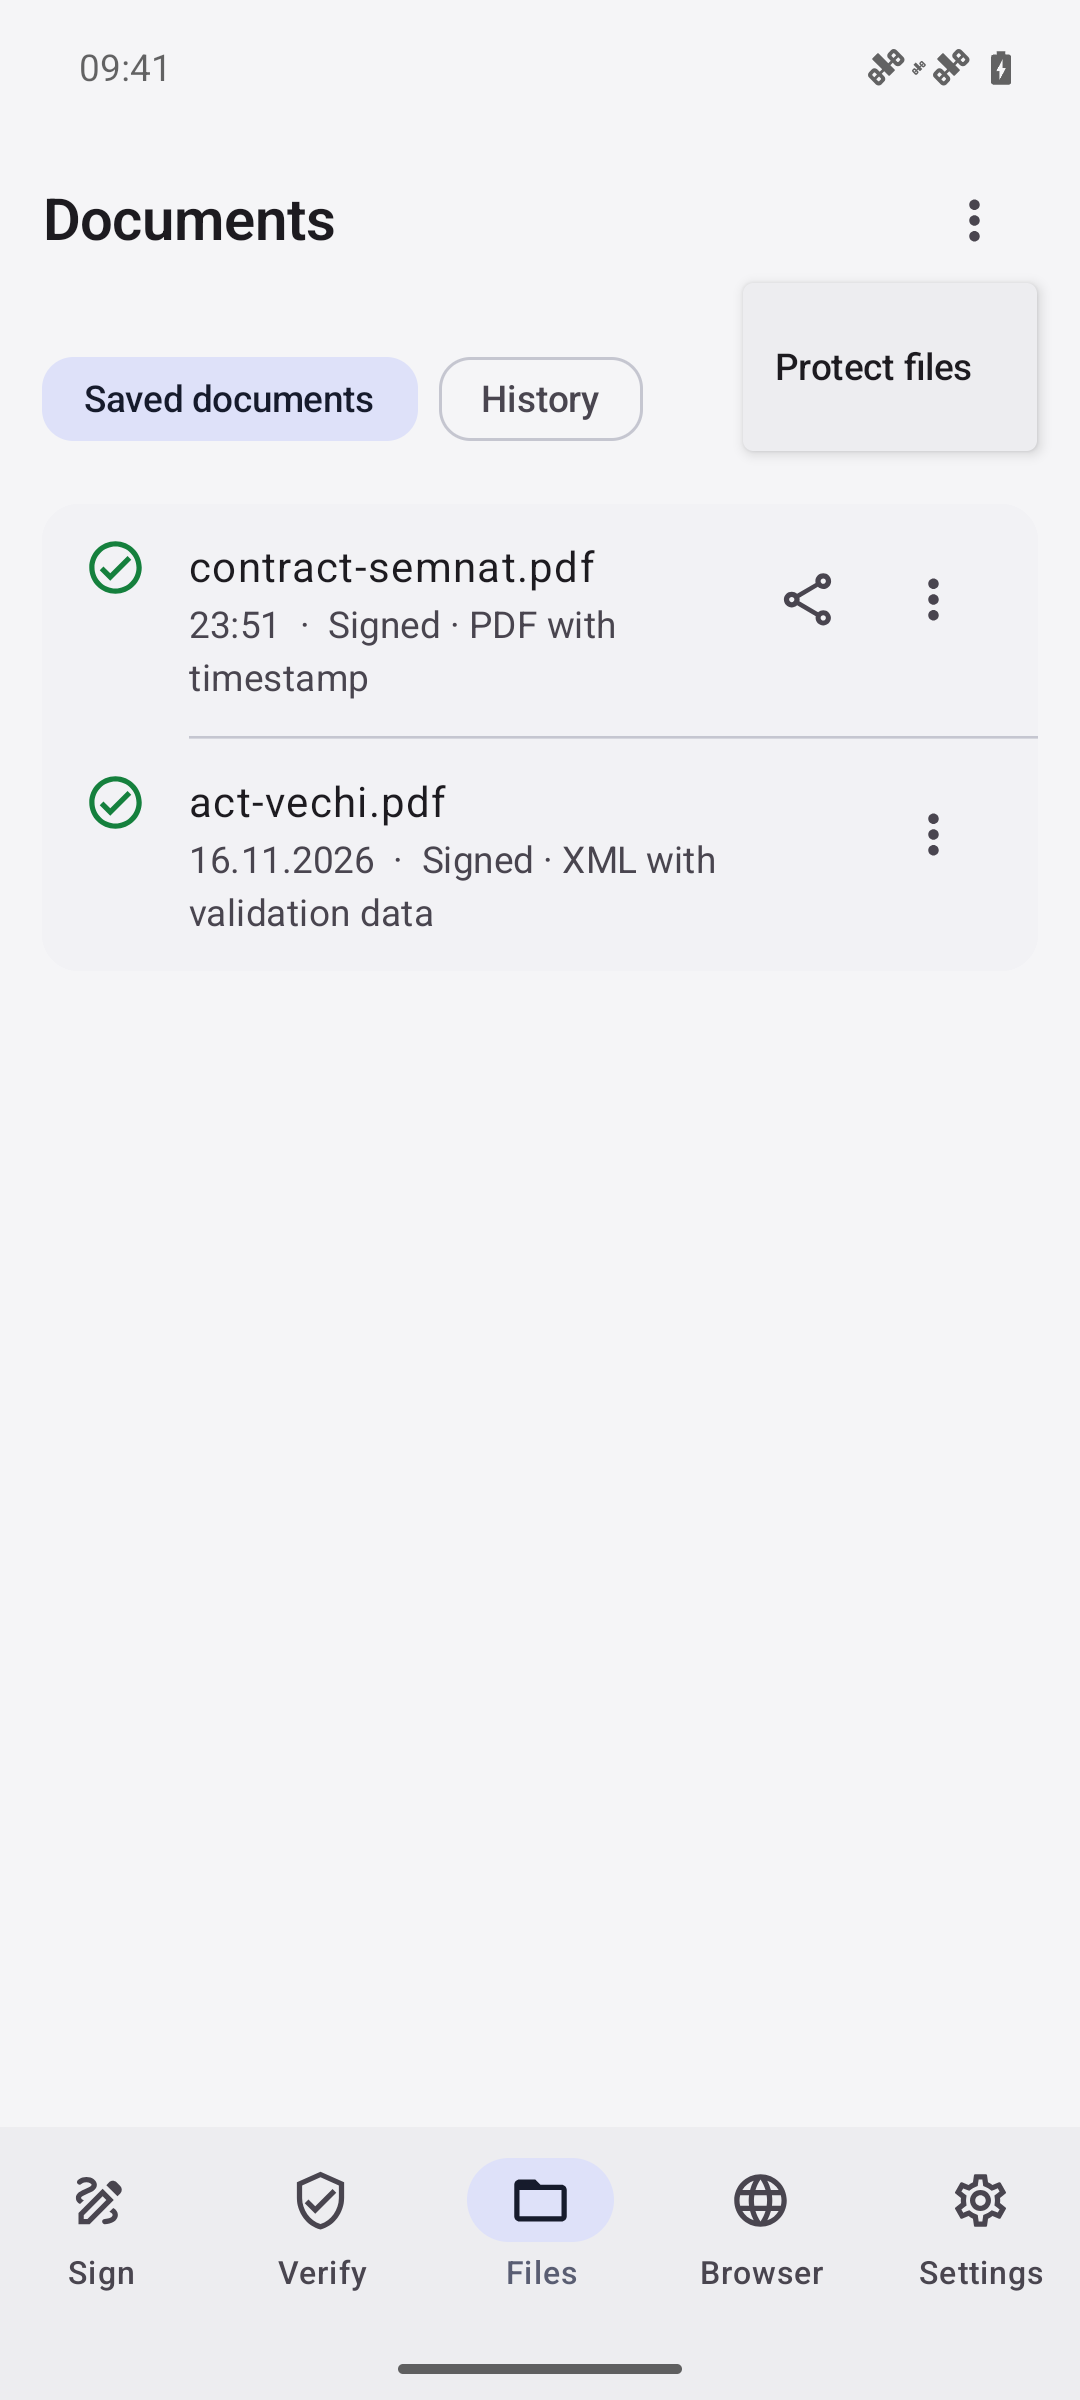 09:41
Documents
Protect files
Saved documents
History
contract-semnat.pdf
23:51 · Signed · PDF with
timestamp
act-vechi.pdf
16.11.2026 · Signed · XML with
validation data
Sign
Verify
Files
Browser
Settings